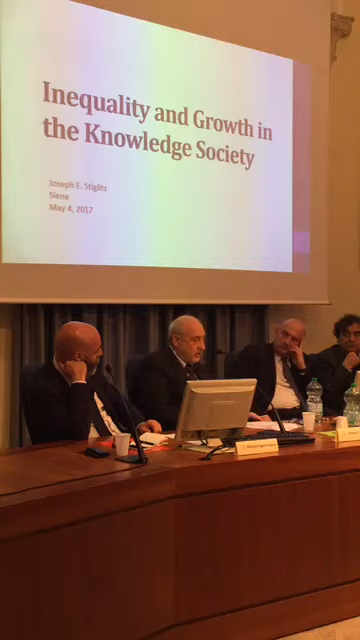 Inequality and Growth in
the Knowledge Society
Joseph E. Stiglitz
Siena
May 4, 2017